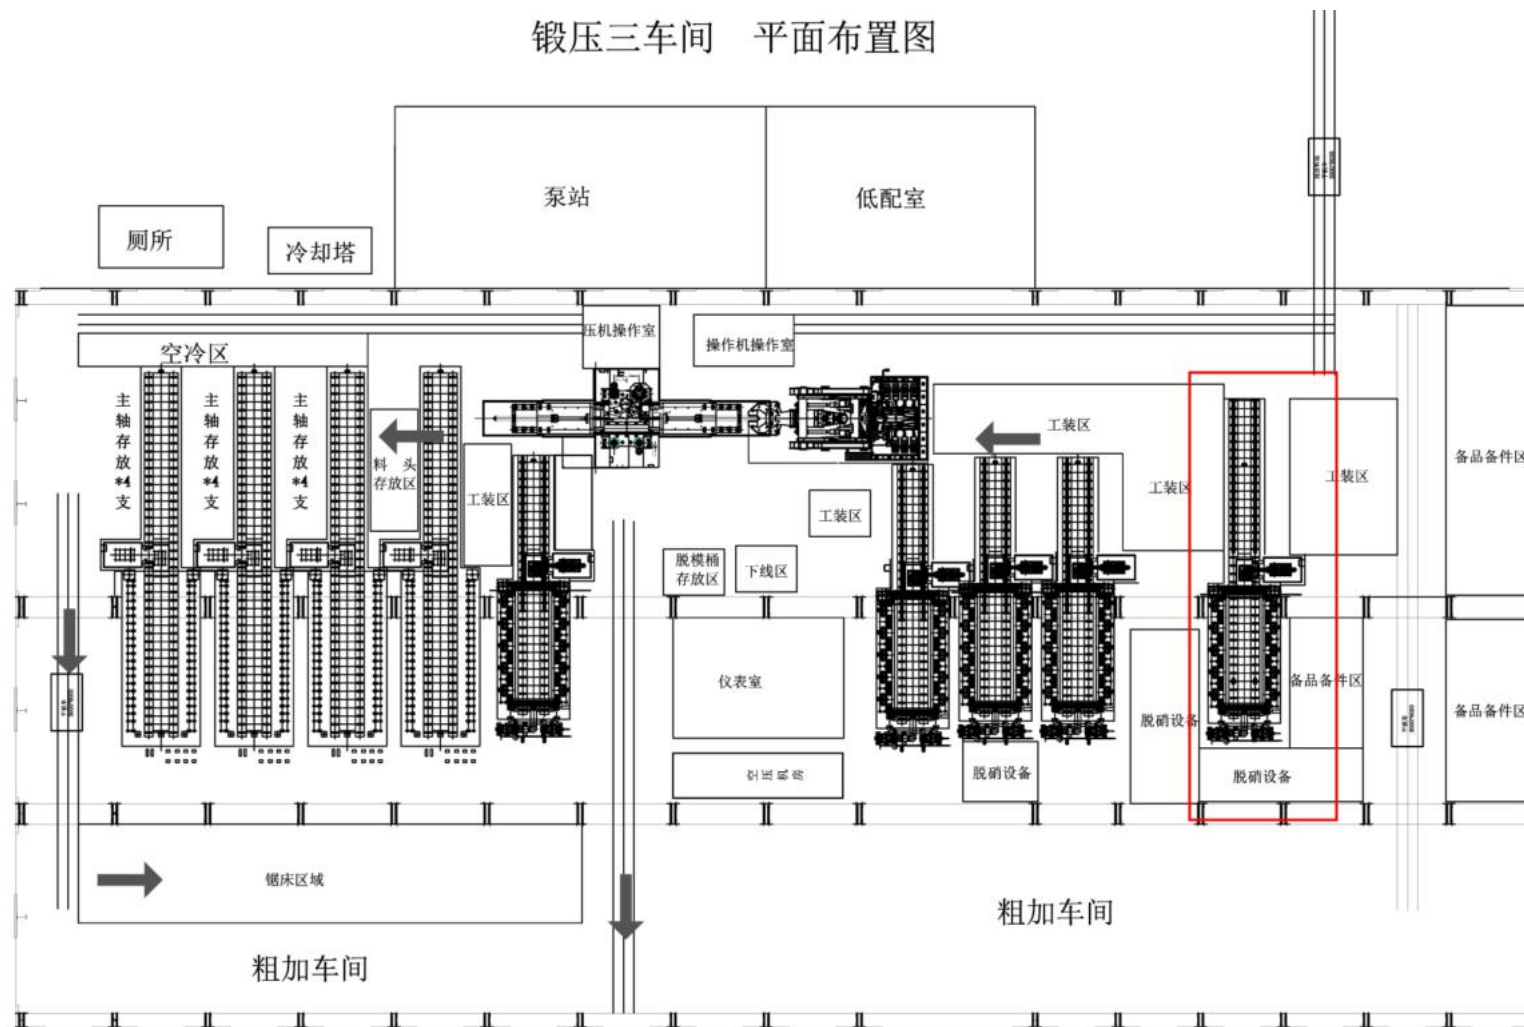 锻压三车间 平面布置图
泵站
低配室
厕所
冷却塔
压机操作室
操作机操作室
空冷区
主轴存放*4支
主轴存放*4支
主轴存放*4支
料 头
存放区
工装区
工装区
工装区
工装区
备品备件区
工装区
脱模桶
存放区
下线区
仪表室
备品备件区
备品备件区
脱硝设备
空压机房
脱硝设备
脱硝设备
锯床区域
粗加车间
粗加车间